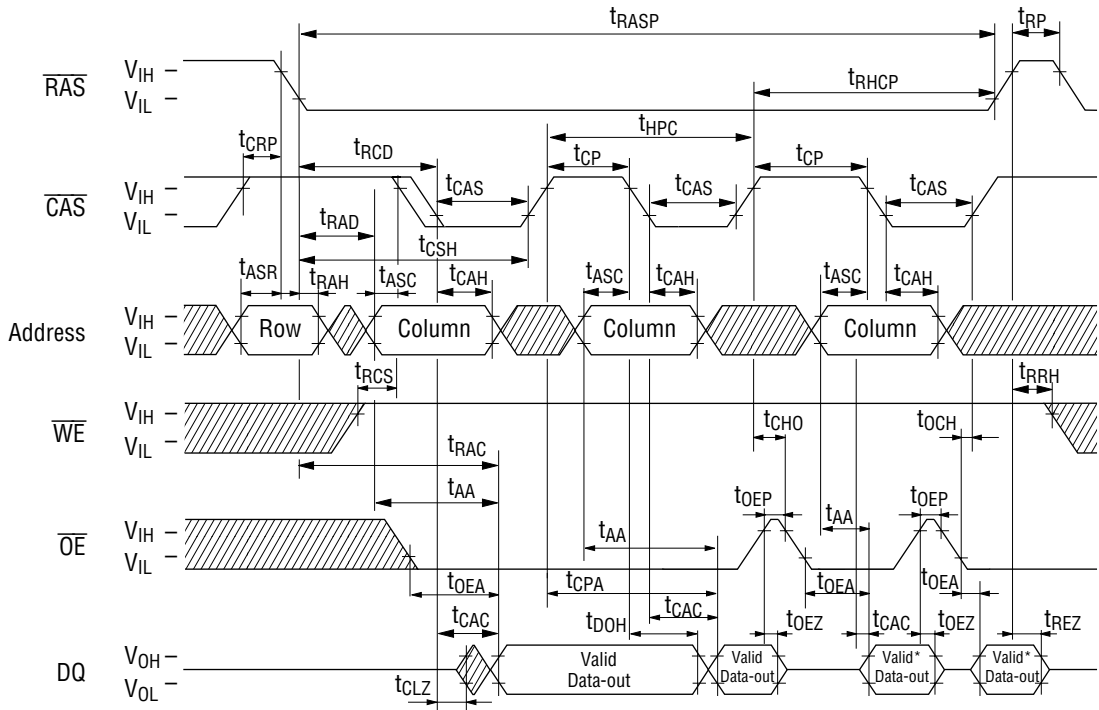 tRASP
tRP
RAS
VIH
VIL
tRHCP
tHPC
tCRP
tRCD
tCP
tCP
CAS
VIH
VIL
tCAS
tCAS
tCAS
tRAD
tCSH
tASR
tRAH
tASC
tCAH
tASC
tCAH
tASC
tCAH
Address
VIH
VIL
Row
Column
Column
Column
tRCS
tRRH
WE
VIH
VIL
tCHO
tOCH
tRAC
tAA
tOEP
tOEP
OE
VIH
VIL
tAA
tAA
tOEA
tCPA
tOEA
tOEA
tCAC
tDOH
tCAC
tOEZ
tCAC
tOEZ
tREZ
DQ
VOH
VOL
Valid
Data-out
Valid
Data-out
Valid*
Data-out
Valid*
Data-out
tCLZ